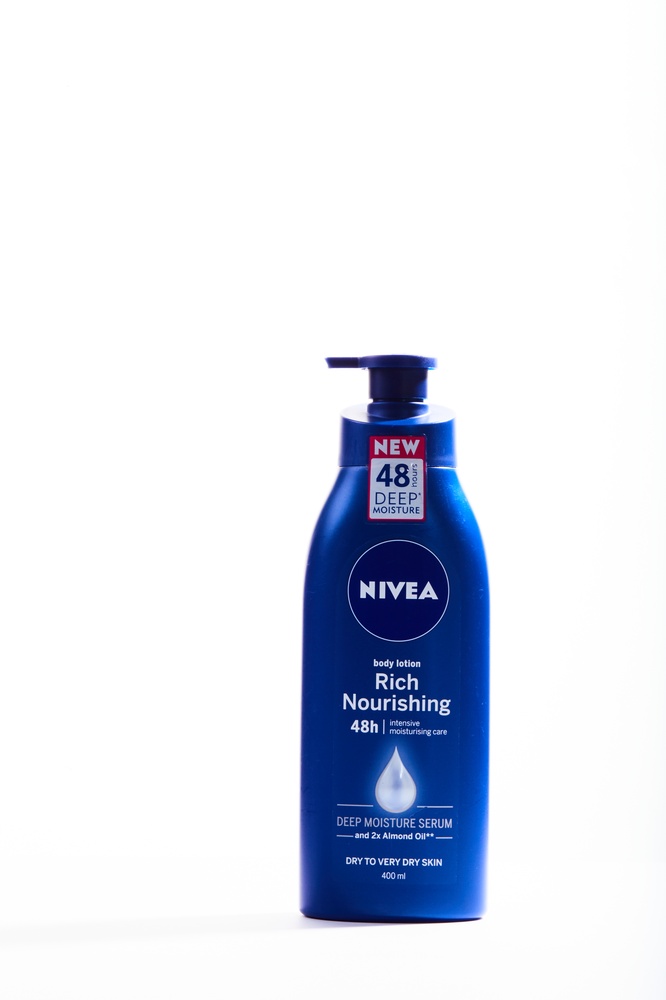 NEW
48 hours
DEEP*
MOISTURE
NIVEA
body lotion
Rich
Nourishing
48h | intensive
moisturising care
DEEP MOISTURE SERUM
and 2x Almond Oil**
DRY TO VERY DRY SKIN
400 ml